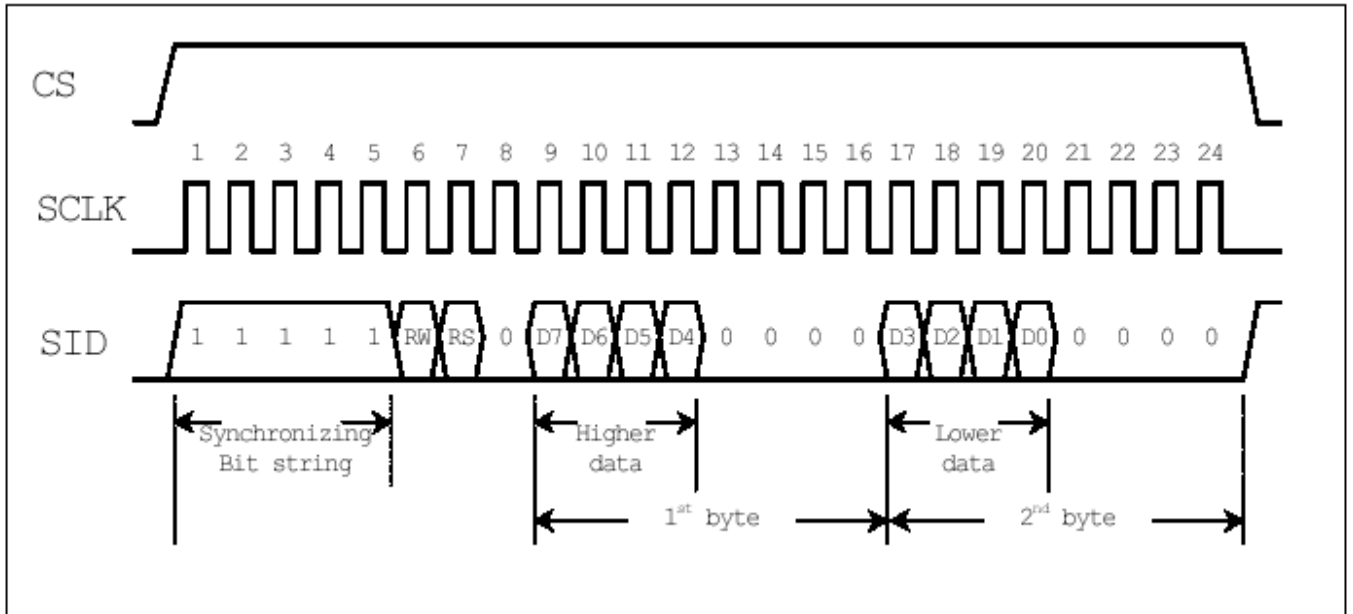 CS
1 2 3 4 5 6 7 8 9 10 11 12 13 14 15 16 17 18 19 20 21 22 23 24
SCLK
SID 1 1 1 1 1 RW RS 0 D7 D6 D5 D4 0 0 0 0 D3 D2 D1 D0 0 0 0 0
Synchronizing
Bit string
Higher
data
Lower
data
1st byte
2nd byte